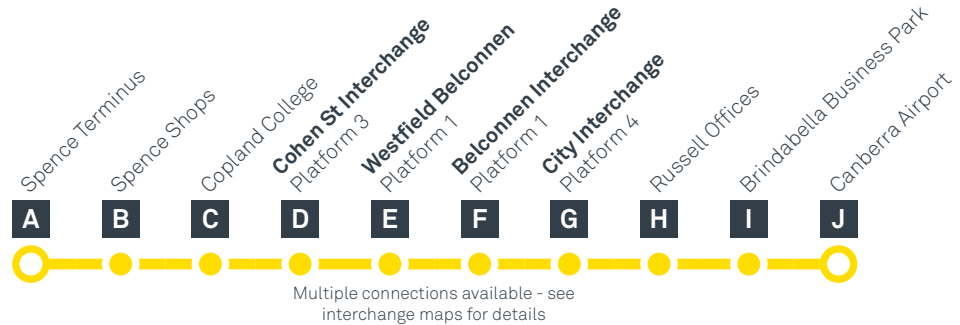 Spence Terminus
Spence Shops
Copland College
Cohen St Interchange
Platform 3
Westfield Belconnen
Platform 1
Belconnen Interchange
Platform 1
City Interchange
Platform 4
Russell Offices
Brindabella Business Park
Canberra Airport
A B C D E F G H I J
Multiple connections available - see
interchange maps for details